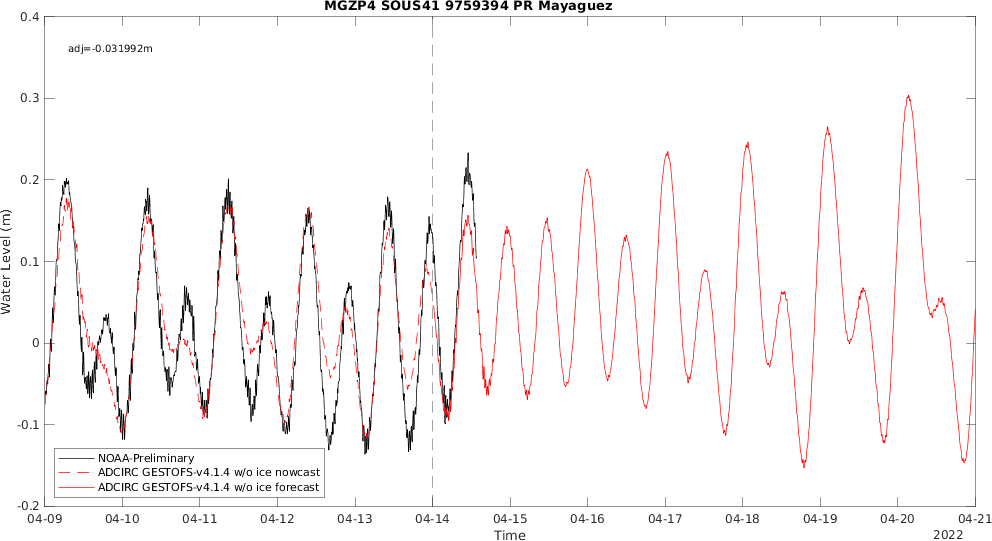 MGZP4 SOUS41 9759394 PR Mayaguez
adj=-0.031992m
0.4
0.3
0.2
0.1
0
-0.1
-0.2
Water Level (m)
NOAA-Preliminary
ADCIRC GESTOFS-v4.1.4 w/o ice nowcast
ADCIRC GESTOFS-v4.1.4 w/o ice forecast
04-09 04-10 04-11 04-12 04-13 04-14 04-15 04-16 04-17 04-18 04-19 04-20 04-21
Time
2022